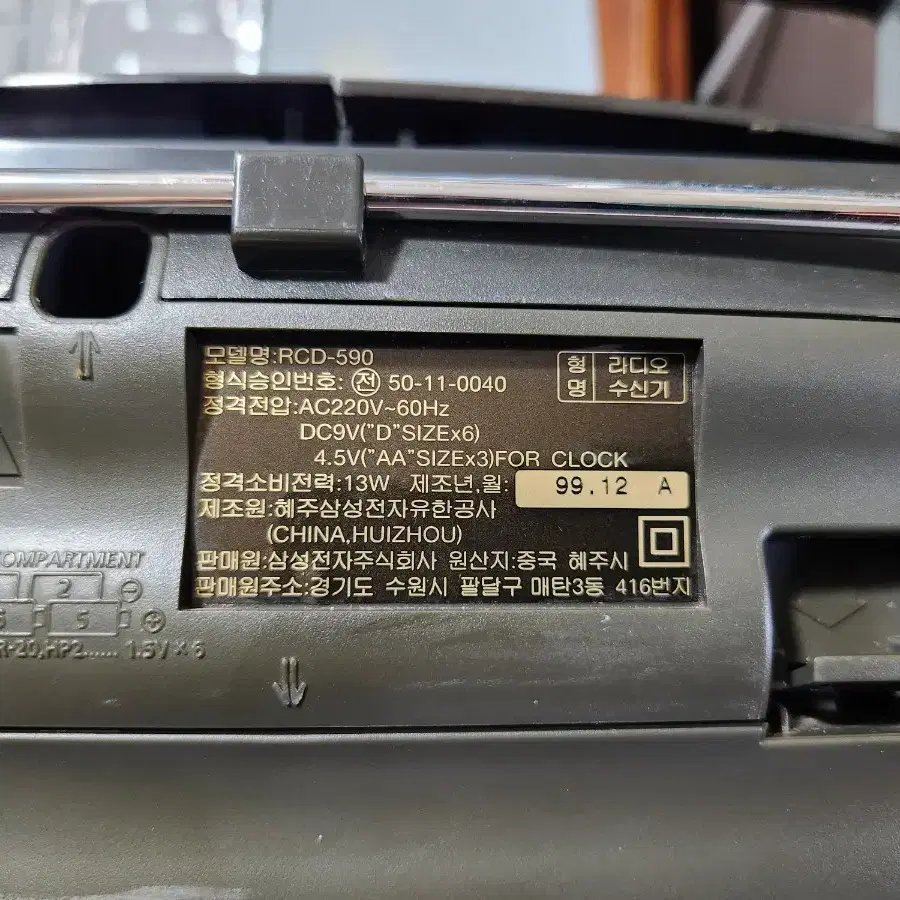 모델명:RCD-590
형식승인번호: 전 50-11-0040
형명 라디오 수신기
정격전압:AC220V~60Hz
DC9V("D"SIZEx6)
4.5V("AA"SIZEx3)FOR CLOCK
정격소비전력:13W 제조년,월: 99.12 A
제조원:혜주삼성전자유한공사
(CHINA,HUIZHOU)
판매원:삼성전자주식회사 원산지:중국 혜주시
판매원주소:경기도 수원시 팔달구 매탄3동 416번지
COMPARTMENT
2 ⊖
5 ⊕
R-20,HP2...... 1.5V×6